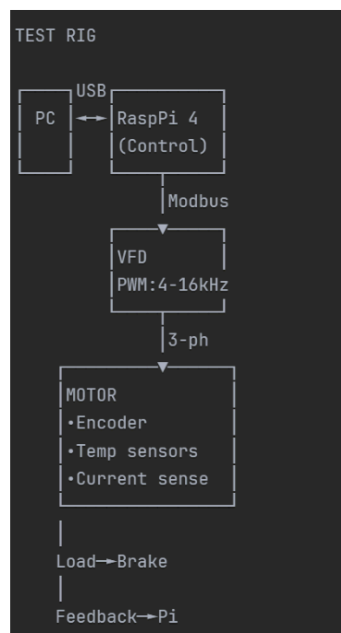 TEST RIG
USB
PC ◄─►RaspPi 4
(Control)
Modbus
VFD
PWM:4-16kHz
3-ph
MOTOR
•Encoder
•Temp sensors
•Current sense
Load─►Brake
Feedback─►Pi